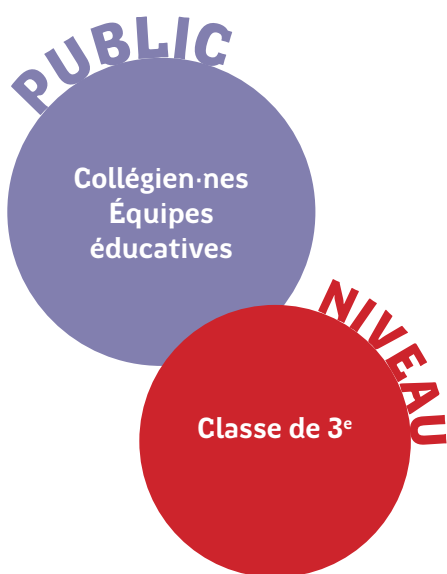 PUBLIC
Collégien·nes
Équipes
éducatives
NIVEAU
Classe de 3ᵉ